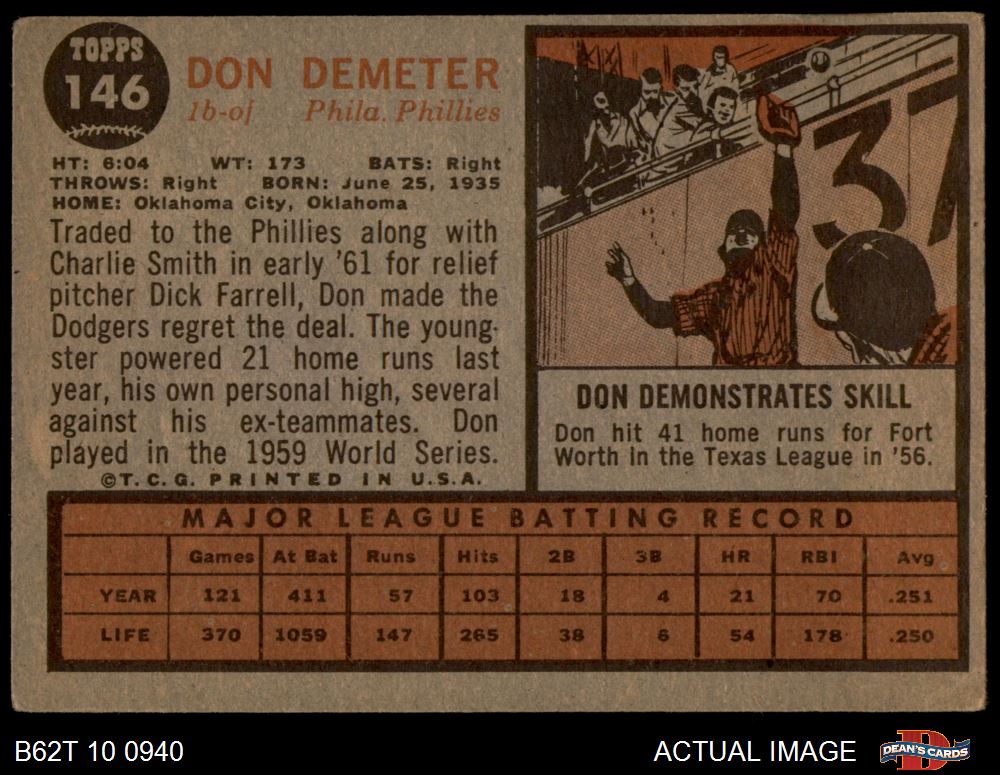 TOPPS
146
DON DEMETER
1b-of Phila. Phillies
HT: 6:04 WT: 173 BATS: Right
THROWS: Right BORN: June 25, 1935
HOME: Oklahoma City, Oklahoma
Traded to the Phillies along with
Charlie Smith in early '61 for relief
pitcher Dick Farrell, Don made the
Dodgers regret the deal. The young-
ster powered 21 home runs last
year, his own personal high, several
against his ex-teammates. Don
played in the 1959 World Series.
©T.C.G. PRINTED IN U.S.A.
37
DON DEMONSTRATES SKILL
Don hit 41 home runs for Fort
Worth in the Texas League in '56.
MAJOR LEAGUE BATTING RECORD
Games At Bat Runs Hits 2B 3B HR RBI Avg
YEAR 121 411 57 103 18 4 21 70 .251
LIFE 370 1059 147 265 38 6 54 178 .250
B62T 10 0940
ACTUAL IMAGE
D
DEAN'S CARDS